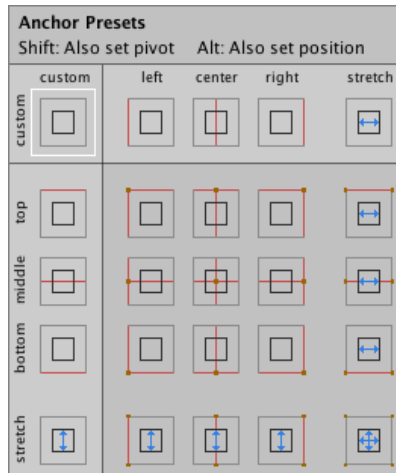 Anchor Presets
Shift: Also set pivot    Alt: Also set position
custom left center right stretch
custom
top
middle
bottom
stretch